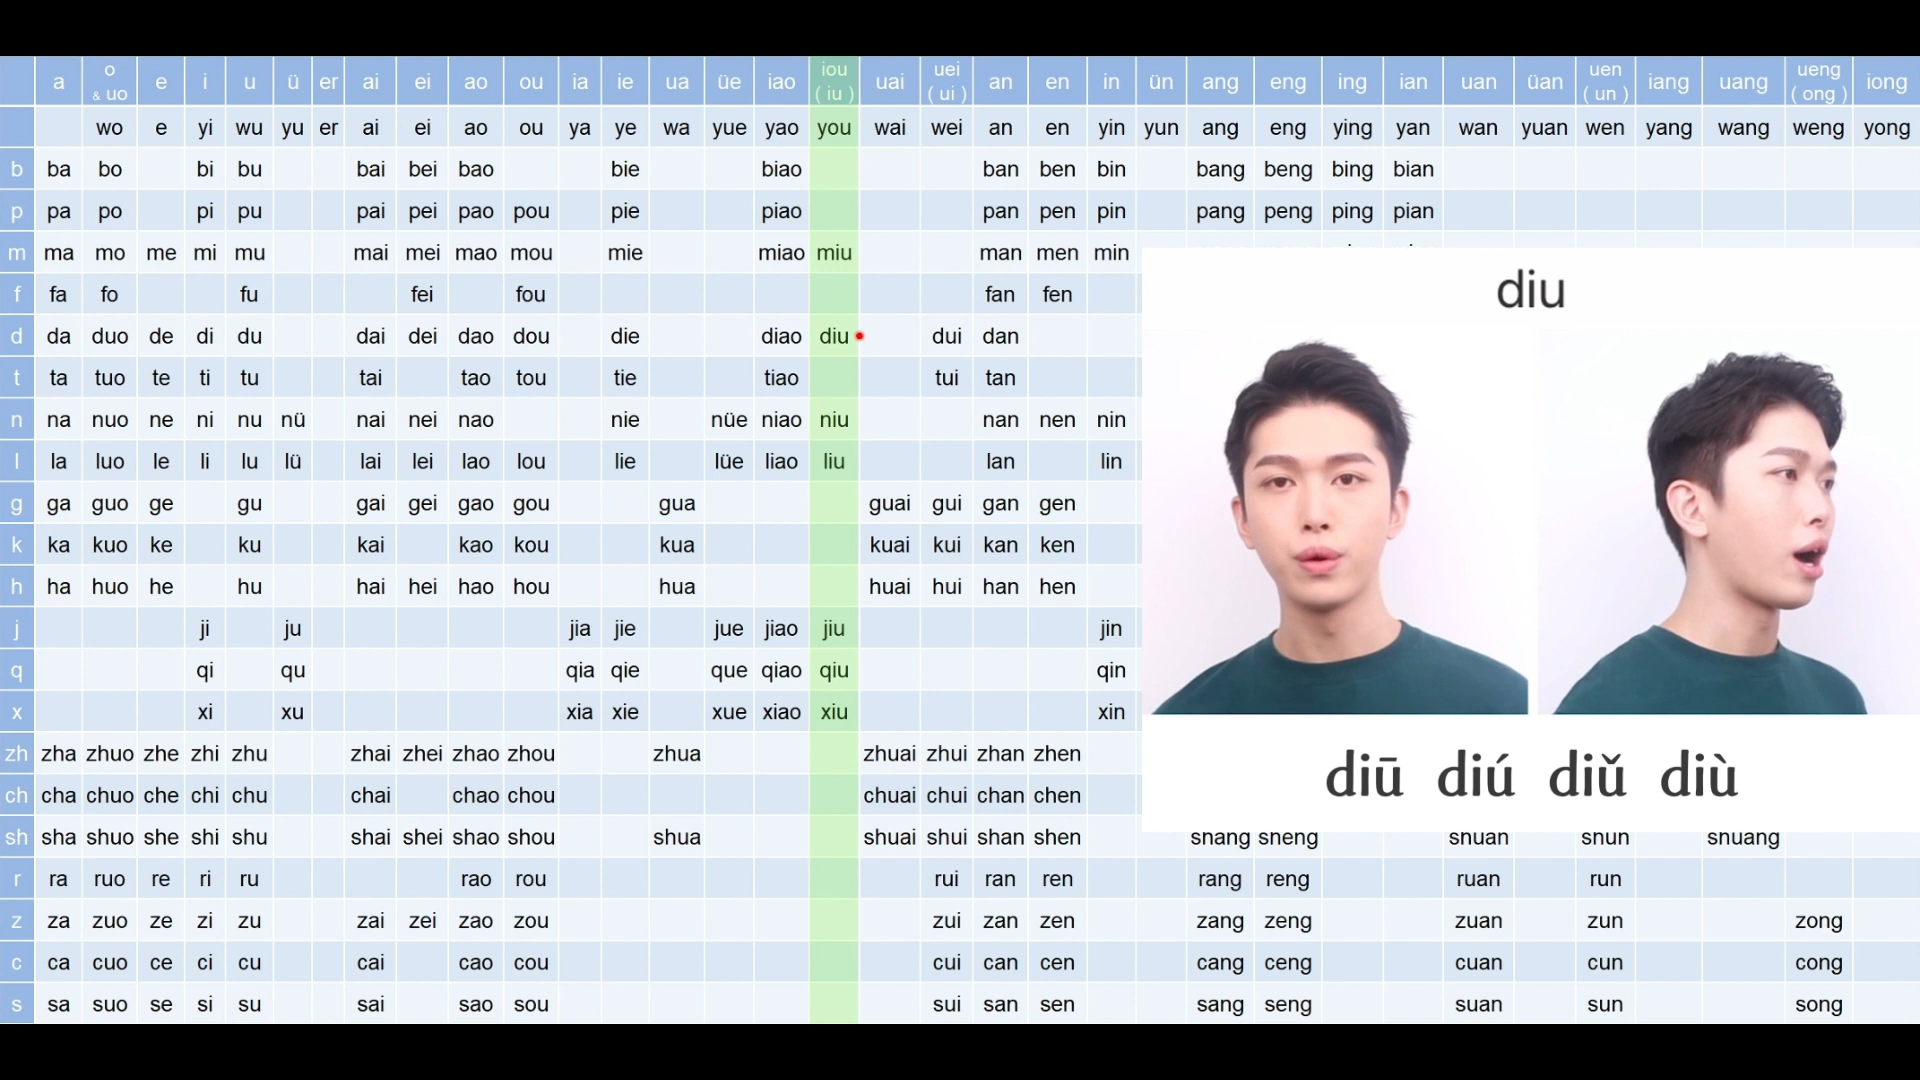 a o & uo e i u ü er ai ei ao ou ia ie ua üe iao iou ( iu ) uai uei ( ui ) an en in ün ang eng ing ian uan üan uen ( un ) iang uang ueng ( ong ) iong
wo e yi wu yu er ai ei ao ou ya ye wa yue yao you wai wei an en yin yun ang eng ying yan wan yuan wen yang wang weng yong
b ba bo bi bu bai bei bao bie biao ban ben bin bang beng bing bian
p pa po pi pu pai pei pao pou pie piao pan pen pin pang peng ping pian
m ma mo me mi mu mai mei mao mou mie miao miu man men min
f fa fo fu fei fou fan fen
d da duo de di du dai dei dao dou die diao diu dui dan
t ta tuo te ti tu tai tao tou tie tiao tui tan
n na nuo ne ni nu nü nai nei nao nie nüe niao niu nan nen nin
l la luo le li lu lü lai lei lao lou lie lüe liao liu lan lin
g ga guo ge gu gai gei gao gou gua guai gui gan gen
k ka kuo ke ku kai kao kou kua kuai kui kan ken
h ha huo he hu hai hei hao hou hua huai hui han hen
j ji ju jia jie jue jiao jiu jin
q qi qu qia qie que qiao qiu qin
x xi xu xia xie xue xiao xiu xin
zh zha zhuo zhe zhi zhu zhai zhei zhao zhou zhua zhuai zhui zhan zhen
ch cha chuo che chi chu chai chao chou chuai chui chan chen
sh sha shuo she shi shu shai shei shao shou shua shuai shui shan shen shang sheng shuan shun shuang
r ra ruo re ri ru rao rou rui ran ren rang reng ruan run
z za zuo ze zi zu zai zei zao zou zui zan zen zang zeng zuan zun zong
c ca cuo ce ci cu cai cao cou cui can cen cang ceng cuan cun cong
s sa suo se si su sai sao sou sui san sen sang seng suan sun song
diu
diū diú diǔ diù